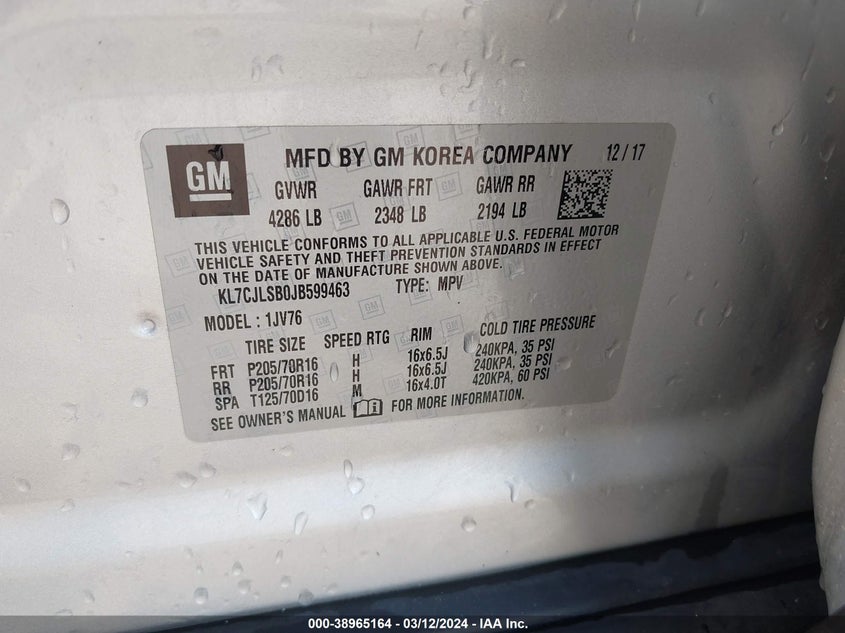 GM
MFD BY GM KOREA COMPANY 12 / 17
GVWR GAWR FRT GAWR RR
4286 LB 2348 LB 2194 LB
THIS VEHICLE CONFORMS TO ALL APPLICABLE U.S. FEDERAL MOTOR
VEHICLE SAFETY AND THEFT PREVENTION STANDARDS IN EFFECT
ON THE DATE OF MANUFACTURE SHOWN ABOVE.
KL7CJLSB0JB599463 TYPE: MPV
MODEL : 1JV76
TIRE SIZE SPEED RTG RIM COLD TIRE PRESSURE
FRT P205/70R16 H 16x6.5J 240KPA, 35 PSI
RR P205/70R16 H 16x6.5J 240KPA, 35 PSI
SPA T125/70D16 M 16x4.0T 420KPA, 60 PSI
SEE OWNER'S MANUAL FOR MORE INFORMATION.
000-38965164 - 03/12/2024 - IAA Inc.